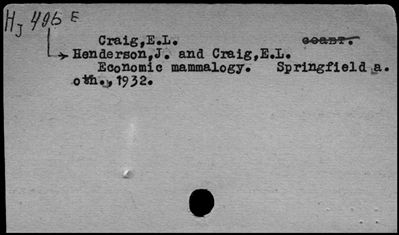 HJ 496 E
Craig,E.L.
Henderson,J. and Craig,E.L.
Economic mammalogy. Springfield a.
oth., 1932.